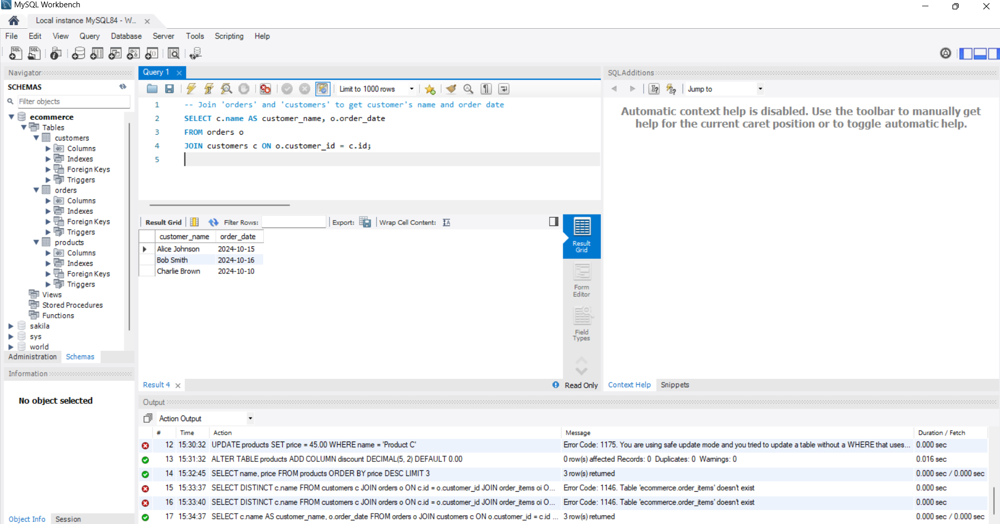 MySQL Workbench
Local instance MySQL84 - W...
File Edit View Query Database Server Tools Scripting Help
Navigator
SCHEMAS
Filter objects
ecommerce
Tables
customers
Columns
Indexes
Foreign Keys
Triggers
orders
Columns
Indexes
Foreign Keys
Triggers
products
Columns
Indexes
Foreign Keys
Triggers
Views
Stored Procedures
Functions
sakila
sys
world
Administration Schemas
Information
No object selected
Object Info Session
Query 1
Limit to 1000 rows
1 -- Join 'orders' and 'customers' to get customer's name and order date
2 SELECT c.name AS customer_name, o.order_date
3 FROM orders o
4 JOIN customers c ON o.customer_id = c.id;
5
Result Grid Filter Rows: Export: Wrap Cell Content:
customer_name order_date
Alice Johnson 2024-10-15
Bob Smith 2024-10-16
Charlie Brown 2024-10-10
Result Grid
Form Editor
Field Types
Result 4 Read Only
SQLAdditions
Jump to
Automatic context help is disabled. Use the toolbar to manually get
help for the current caret position or to toggle automatic help.
Context Help Snippets
Output
Action Output
# Time Action Message Duration / Fetch
12 15:30:32 UPDATE products SET price = 45.00 WHERE name = 'Product C' Error Code: 1175. You are using safe update mode and you tried to update a table without a WHERE that uses... 0.000 sec
13 15:31:32 ALTER TABLE products ADD COLUMN discount DECIMAL(5, 2) DEFAULT 0.00 0 row(s) affected Records: 0 Duplicates: 0 Warnings: 0 0.016 sec
14 15:32:45 SELECT name, price FROM products ORDER BY price DESC LIMIT 3 3 row(s) returned 0.000 sec / 0.000 sec
15 15:33:37 SELECT DISTINCT c.name FROM customers c JOIN orders o ON c.id = o.customer_id JOIN order_items oi O... Error Code: 1146. Table 'ecommerce.order_items' doesn't exist 0.000 sec
16 15:33:40 SELECT DISTINCT c.name FROM customers c JOIN orders o ON c.id = o.customer_id JOIN order_items oi O... Error Code: 1146. Table 'ecommerce.order_items' doesn't exist 0.000 sec
17 15:34:37 SELECT c.name AS customer_name, o.order_date FROM orders o JOIN customers c ON o.customer_id = c.id ... 3 row(s) returned 0.000 sec / 0.000 sec